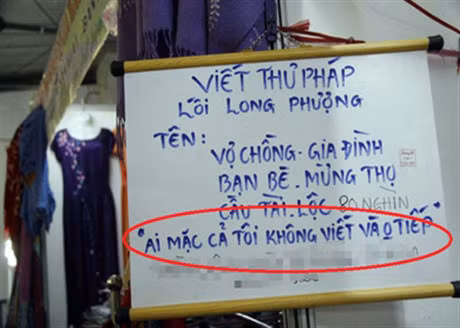 VIẾT THƯ PHÁP
LỐI LONG PHƯỢNG
TÊN:
VỢ CHỒNG - GIA ĐÌNH
BẠN BÈ. MỪNG THỌ
CẦU TÀI. LỘC 80 NGHÌN
"AI MẶC CẢ TÔI KHÔNG VIẾT VÀ 0 TIẾP"